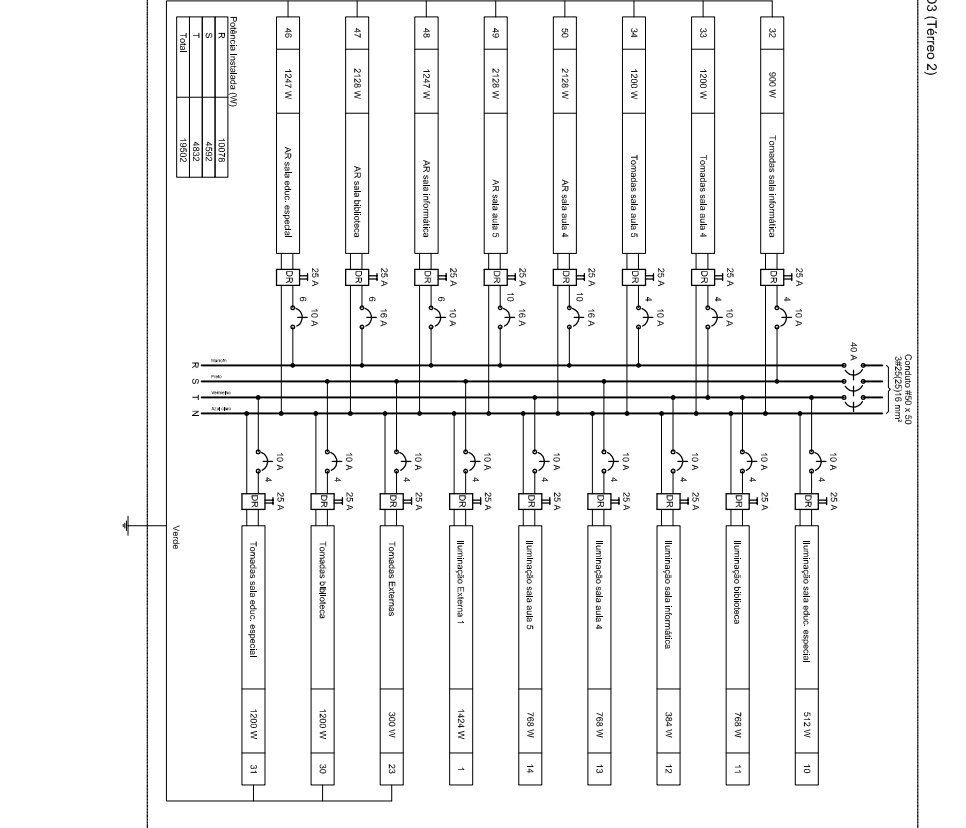 03 (Térreo 2)
Conduto #50 x 50
3#25(25)16 mm²
40 A
R
S
T
N
Marrom
Preto
Vermelho
Azul claro
32
900 W
Tomadas sala informática
DR
25 A
4
10 A
33
1200 W
Tomadas sala aula 4
DR
25 A
4
10 A
34
1200 W
Tomadas sala aula 5
DR
25 A
4
10 A
50
2128 W
AR sala aula 4
DR
25 A
10
16 A
49
2128 W
AR sala aula 5
DR
25 A
10
16 A
48
1247 W
AR sala informática
DR
25 A
6
10 A
47
2128 W
AR sala biblioteca
DR
25 A
6
16 A
46
1247 W
AR sala educ. especial
DR
25 A
6
10 A
10 A
4
25 A
DR
Iluminação sala educ. especial
512 W
10
10 A
4
25 A
DR
Iluminação biblioteca
768 W
11
10 A
4
25 A
DR
Iluminação sala informática
384 W
12
10 A
4
25 A
DR
Iluminação sala aula 4
768 W
13
10 A
4
25 A
DR
Iluminação sala aula 5
768 W
14
10 A
4
25 A
DR
Iluminação Externa 1
1424 W
1
10 A
4
25 A
DR
Tomadas Externas
300 W
23
10 A
4
25 A
DR
Tomadas biblioteca
1200 W
30
10 A
4
25 A
DR
Tomadas sala educ. especial
1200 W
31
Potência Instalada (W)
R 10078
S 4592
T 4832
Total 19502
Verde